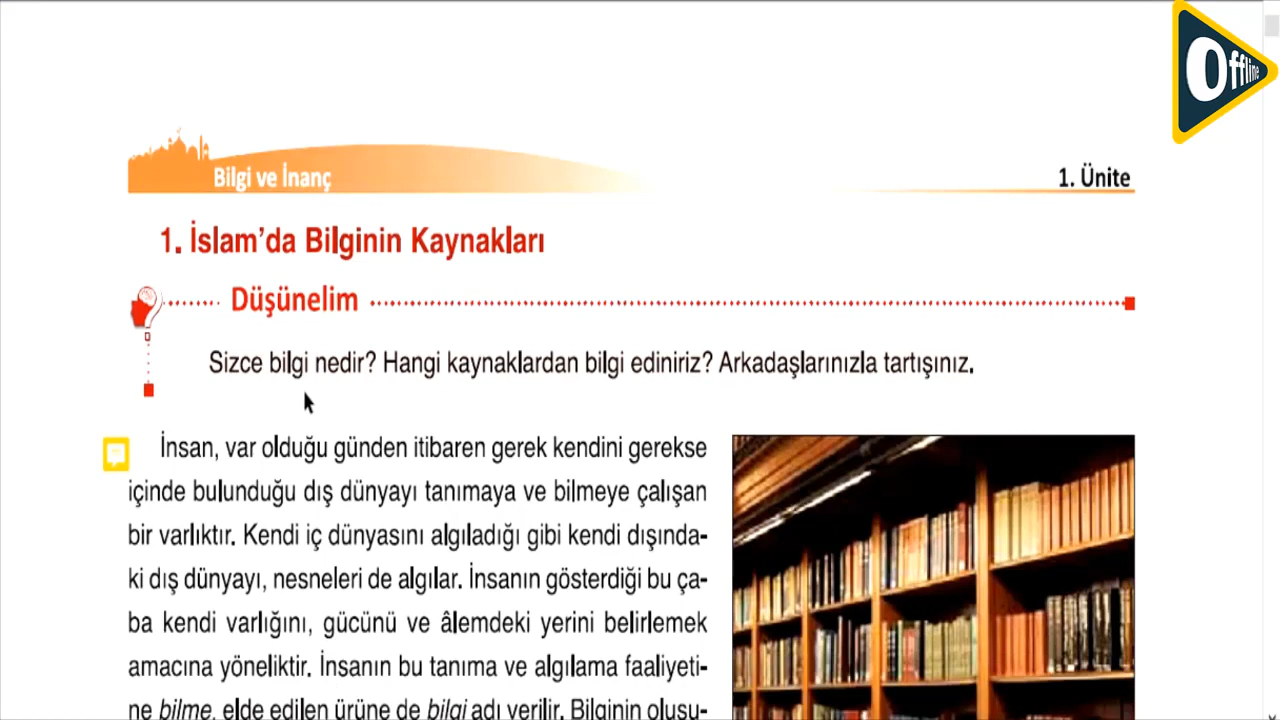 Offline
Bilgi ve İnanç
1. Ünite
1. İslam'da Bilginin Kaynakları
Düşünelim
Sizce bilgi nedir? Hangi kaynaklardan bilgi ediniriz? Arkadaşlarınızla tartışınız.
İnsan, var olduğu günden itibaren gerek kendini gerekse
içinde bulunduğu dış dünyayı tanımaya ve bilmeye çalışan
bir varlıktır. Kendi iç dünyasını algıladığı gibi kendi dışında-
ki dış dünyayı, nesneleri de algılar. İnsanın gösterdiği bu ça-
ba kendi varlığını, gücünü ve âlemdeki yerini belirlemek
amacına yöneliktir. İnsanın bu tanıma ve algılama faaliyeti-
ne bilme, elde edilen ürüne de bilgi adı verilir. Bilginin oluşu-